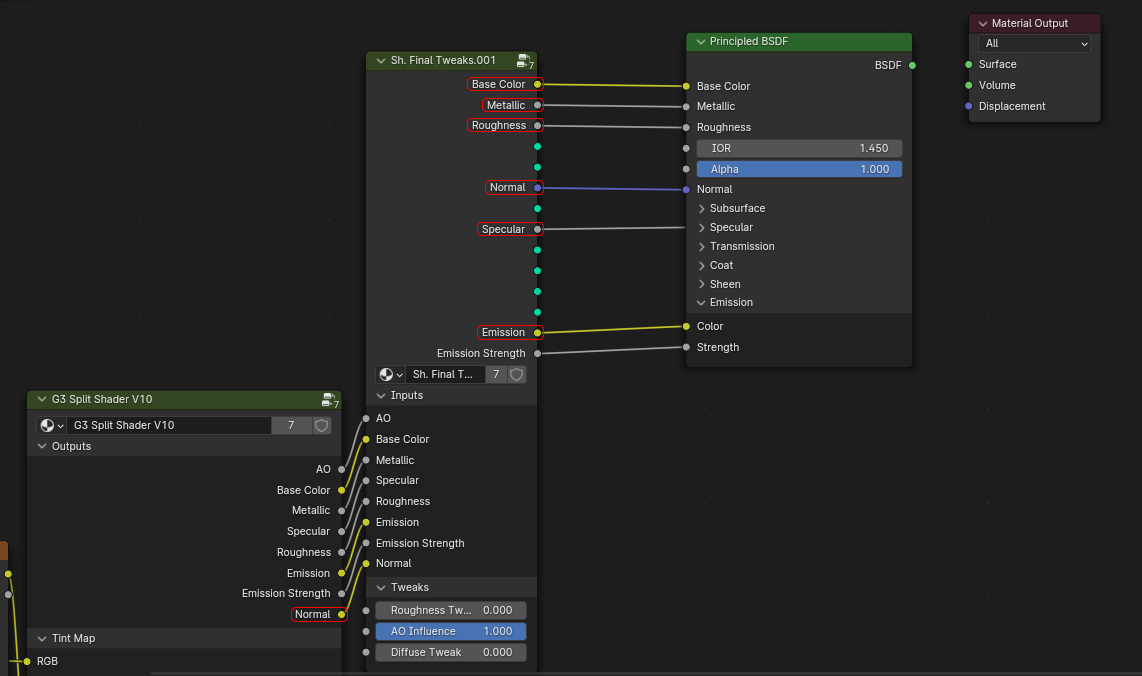 Sh. Final Tweaks.001
7
Base Color
Metallic
Roughness
Normal
Specular
Emission
Emission Strength
Sh. Final T...
7
Inputs
AO
Base Color
Metallic
Specular
Roughness
Emission
Emission Strength
Normal
Tweaks
Roughness Tw... 0.000
AO Influence 1.000
Diffuse Tweak 0.000
G3 Split Shader V10
7
G3 Split Shader V10
7
Outputs
AO
Base Color
Metallic
Specular
Roughness
Emission
Emission Strength
Normal
Tint Map
RGB
Principled BSDF
BSDF
Base Color
Metallic
Roughness
IOR 1.450
Alpha 1.000
Normal
Subsurface
Specular
Transmission
Coat
Sheen
Emission
Color
Strength
Material Output
All
Surface
Volume
Displacement